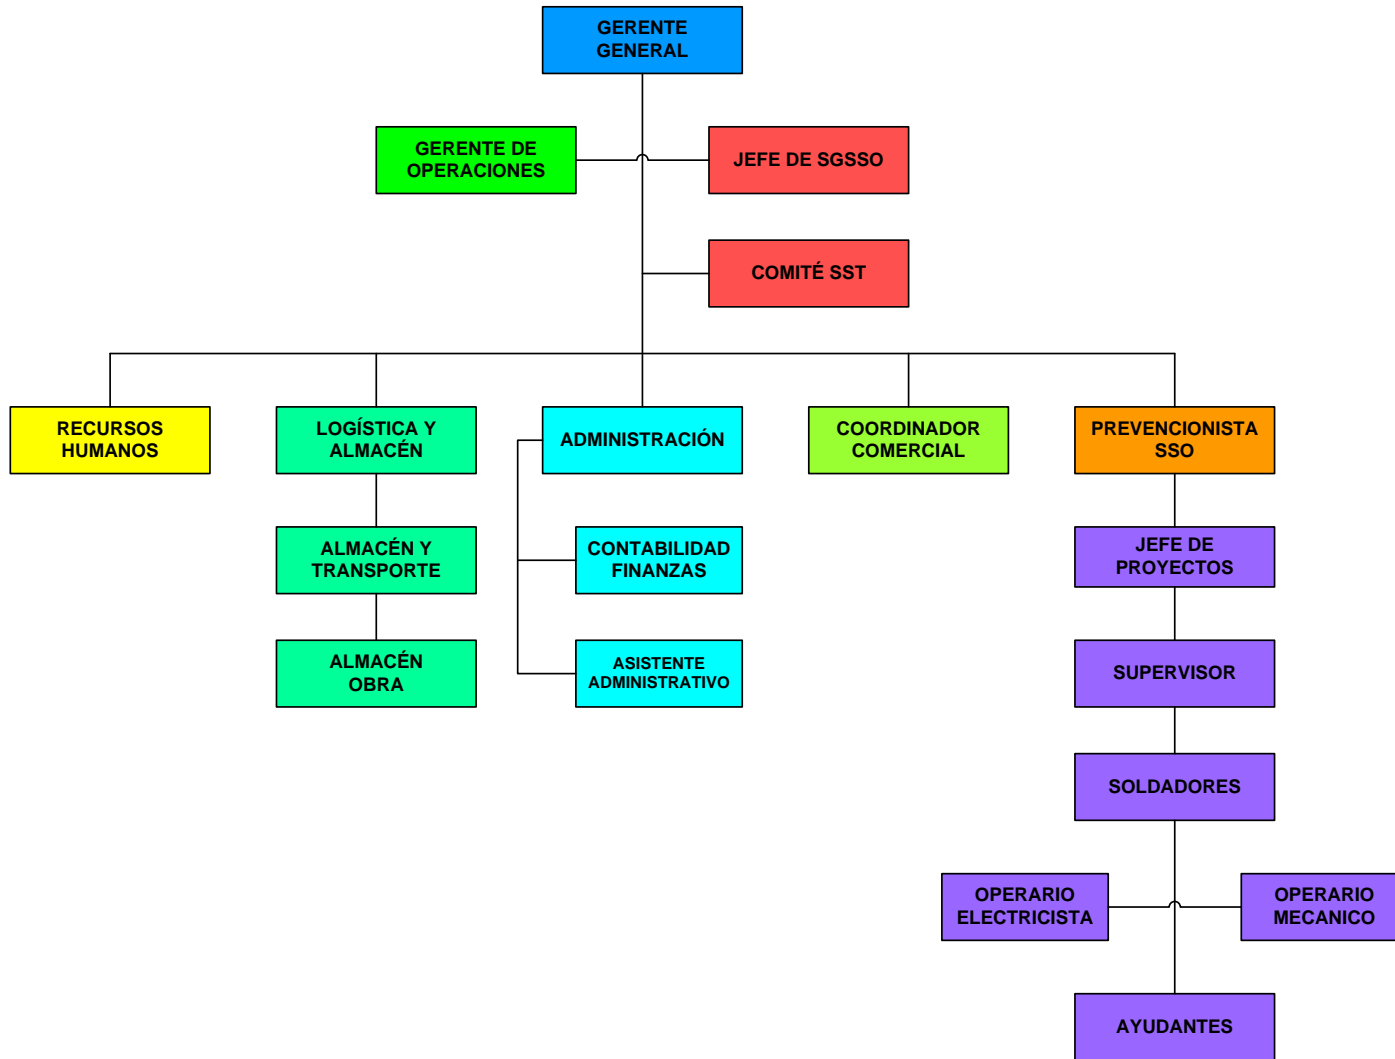 GERENTE
GENERAL
GERENTE DE
OPERACIONES
JEFE DE SGSSO
COMITÉ SST
RECURSOS
HUMANOS
LOGÍSTICA Y
ALMACÉN
ADMINISTRACIÓN
COORDINADOR
COMERCIAL
PREVENCIONISTA
SSO
ALMACÉN Y
TRANSPORTE
CONTABILIDAD
FINANZAS
JEFE DE
PROYECTOS
ALMACÉN
OBRA
ASISTENTE
ADMINISTRATIVO
SUPERVISOR
SOLDADORES
OPERARIO
ELECTRICISTA
OPERARIO
MECANICO
AYUDANTES